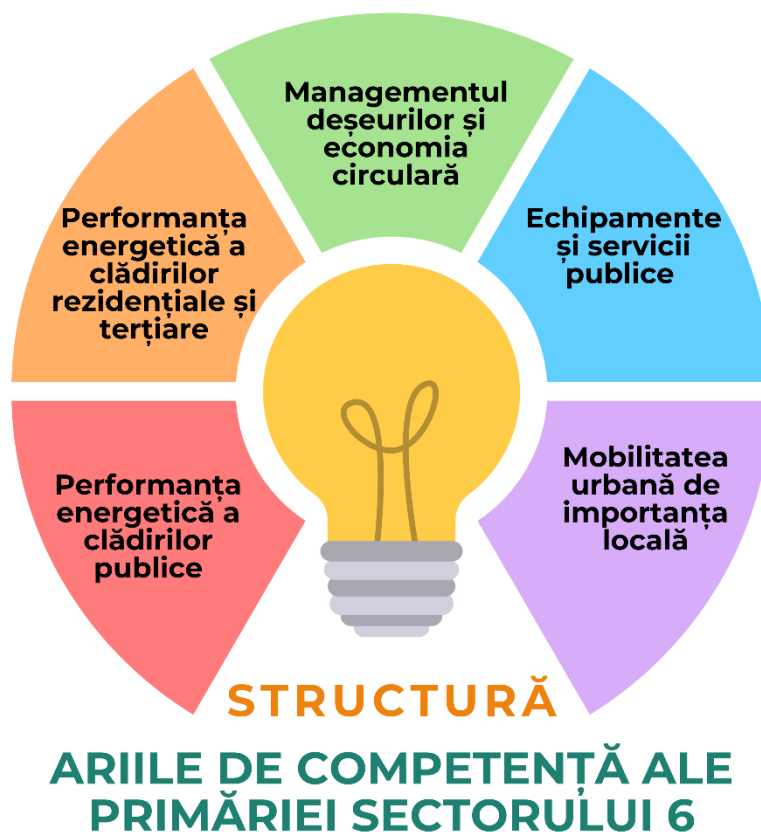 Managementul
deșeurilor și
economia
circulară
Performanța
energetică a
clădirilor
rezidențiale și
terțiare
Echipamente
și servicii
publice
Performanța
energetică a
clădirilor
publice
Mobilitatea
urbană de
importanța
locală
STRUCTURĂ
ARIILE DE COMPETENȚĂ ALE
PRIMĂRIEI SECTORULUI 6